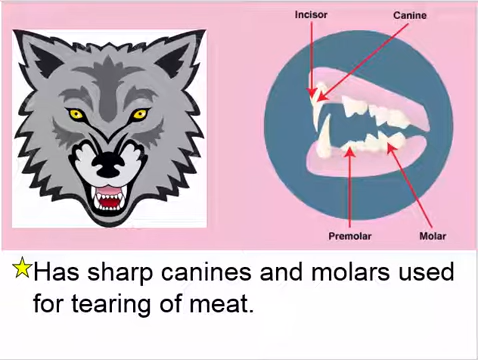 Incisor
Canine
Premolar
Molar
Has sharp canines and molars used
for tearing of meat.